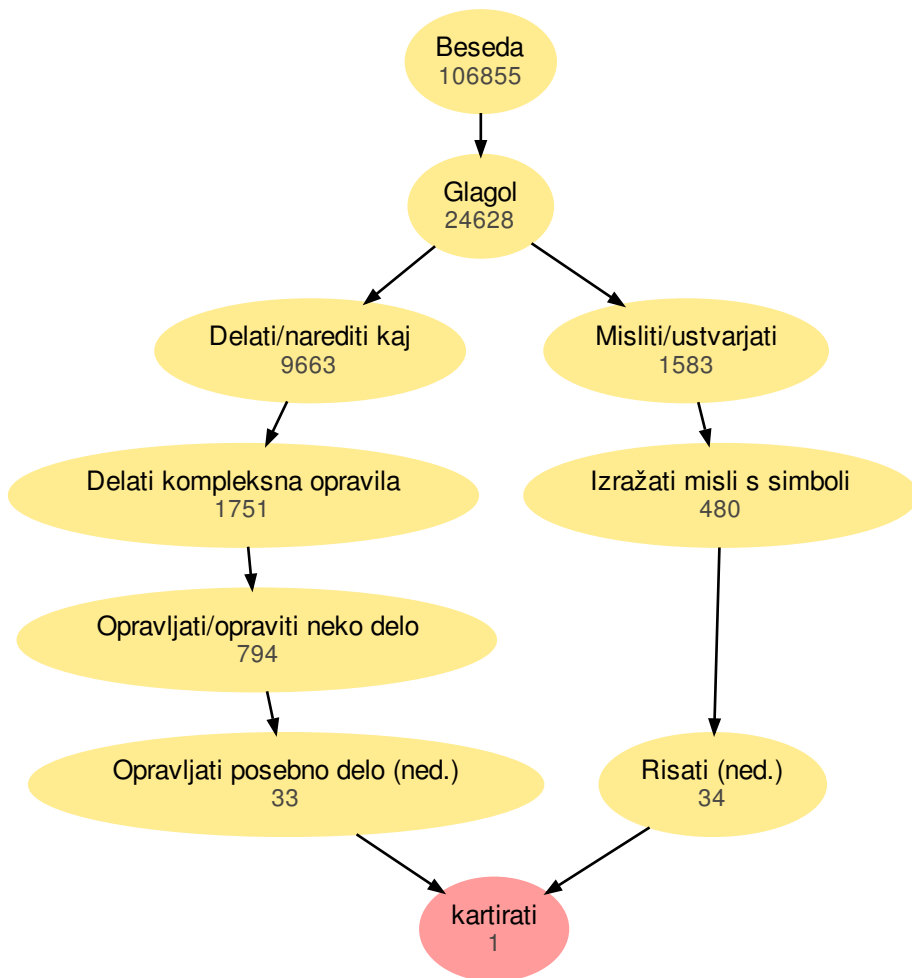 Beseda
106855
Glagol
24628
Delati/narediti kaj
9663
Misliti/ustvarjati
1583
Delati kompleksna opravila
1751
Izražati misli s simboli
480
Opravljati/opraviti neko delo
794
Opravljati posebno delo (ned.)
33
Risati (ned.)
34
kartirati
1